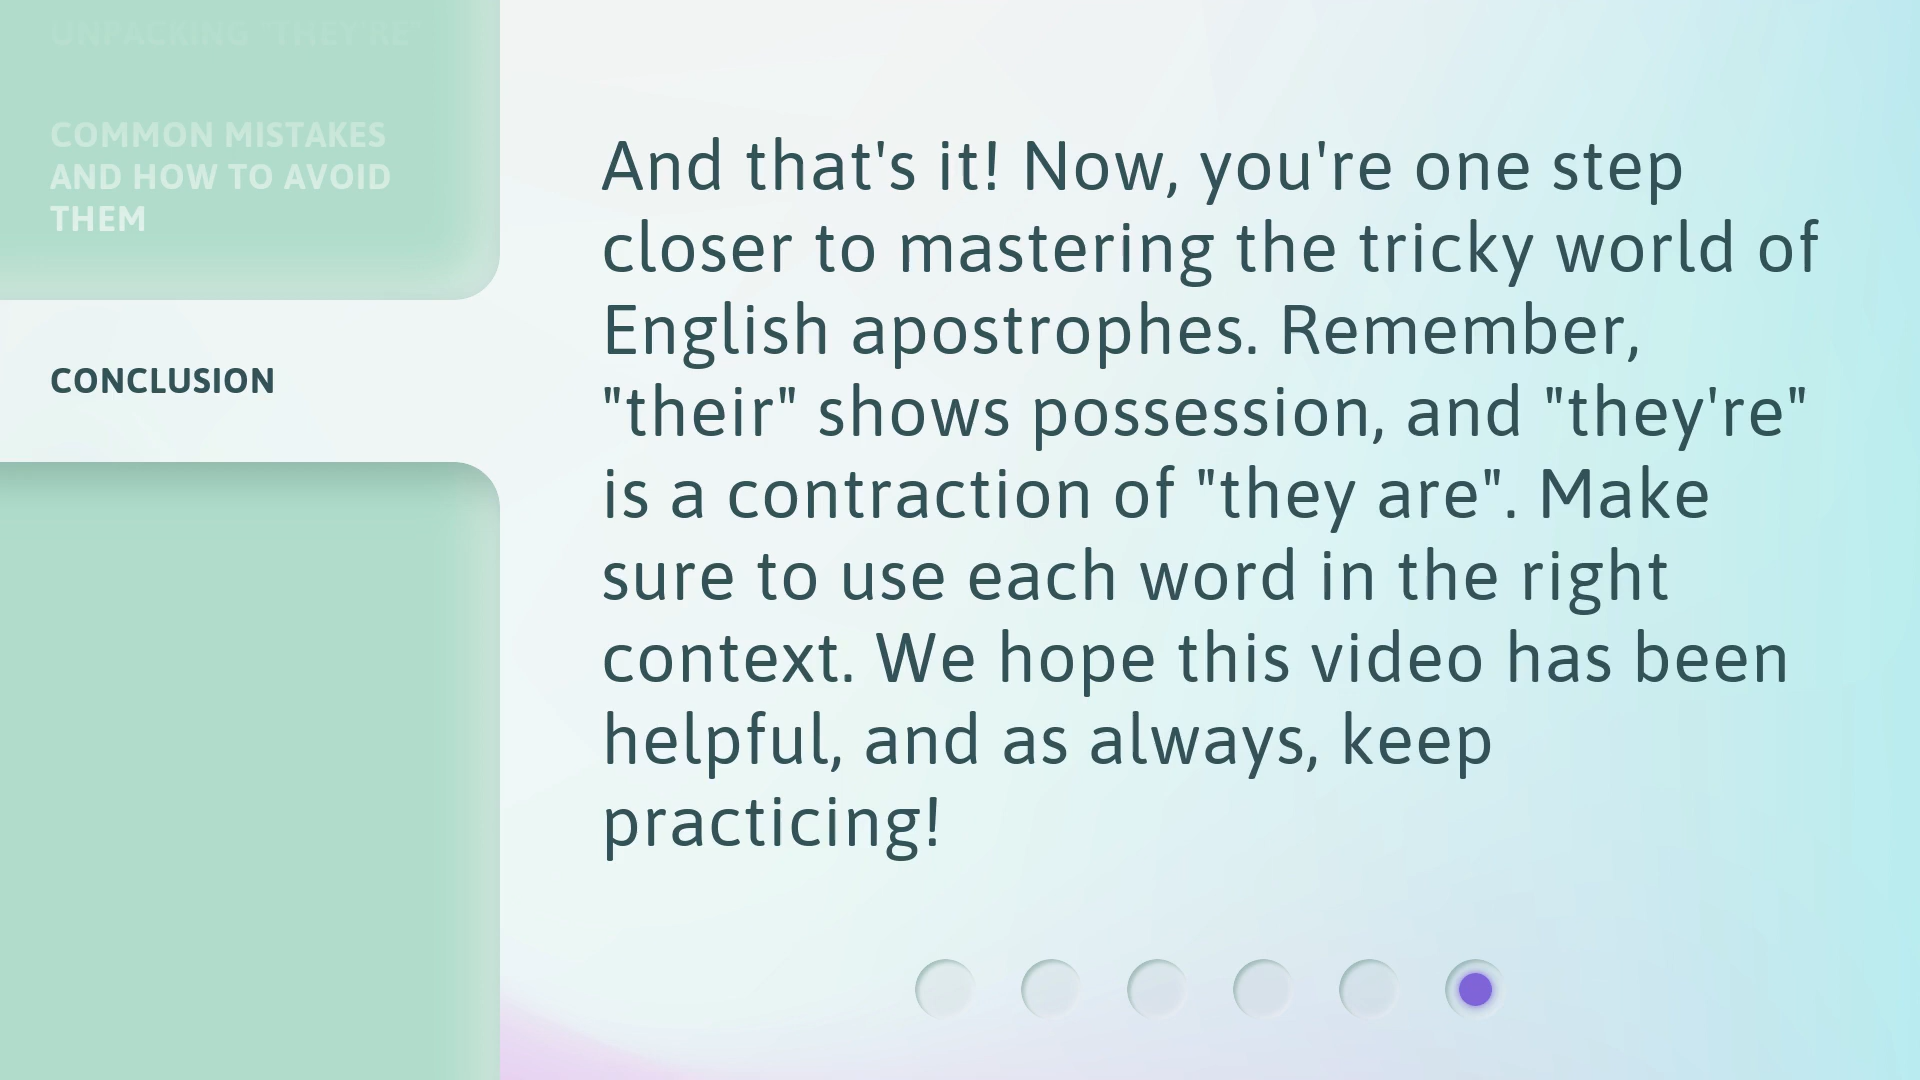 UNPACKING "THEY'RE"
COMMON MISTAKES
AND HOW TO AVOID
THEM
CONCLUSION
And that's it! Now, you're one step
closer to mastering the tricky world of
English apostrophes. Remember,
"their" shows possession, and "they're"
is a contraction of "they are". Make
sure to use each word in the right
context. We hope this video has been
helpful, and as always, keep
practicing!